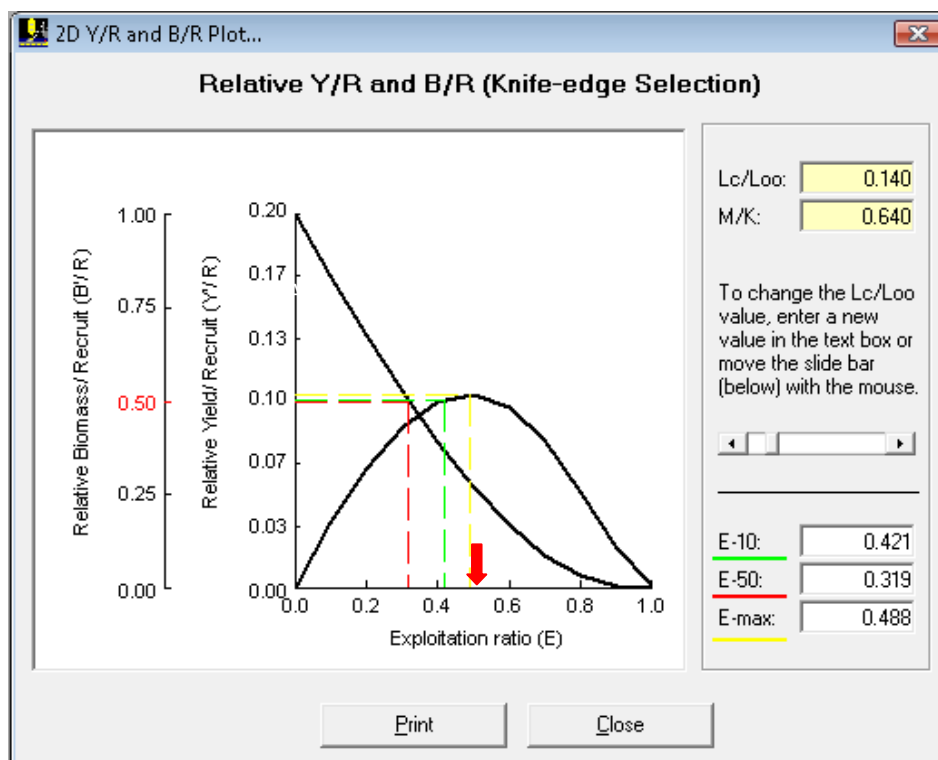 2D Y/R and B/R Plot...
Relative Y/R and B/R (Knife-edge Selection)
Relative Biomass/ Recruit (B'/R)
1.00
0.75
0.50
0.25
0.00
Relative Yield/ Recruit (Y'/R)
0.20
0.17
0.13
0.10
0.07
0.03
0.00
0.0 0.2 0.4 0.6 0.8 1.0
Exploitation ratio (E)
Lc/Loo: 0.140
M/K: 0.640
To change the Lc/Loo
value, enter a new
value in the text box or
move the slide bar
(below) with the mouse.
E-10: 0.421
E-50: 0.319
E-max: 0.488
Print Close